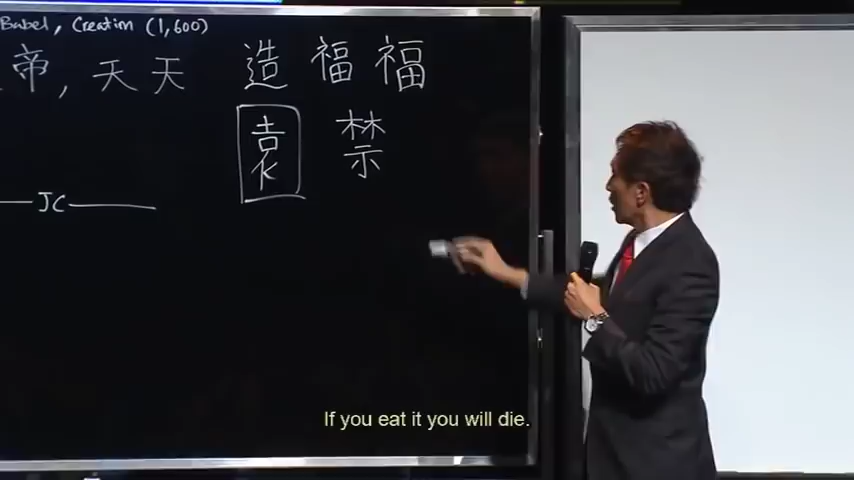 Babel, Creation (1,600)
帝, 天天 造 福 福
園 禁
JC
If you eat it you will die.